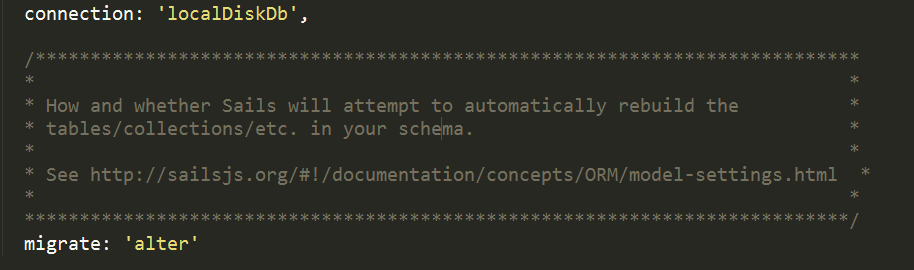 connection: 'localDiskDb',
/***************************************************************************
*                                                                          *
* How and whether Sails will attempt to automatically rebuild the          *
* tables/collections/etc. in your schema.                                  *
*                                                                          *
* See http://sailsjs.org/#!/documentation/concepts/ORM/model-settings.html  *
*                                                                          *
***************************************************************************/
migrate: 'alter'